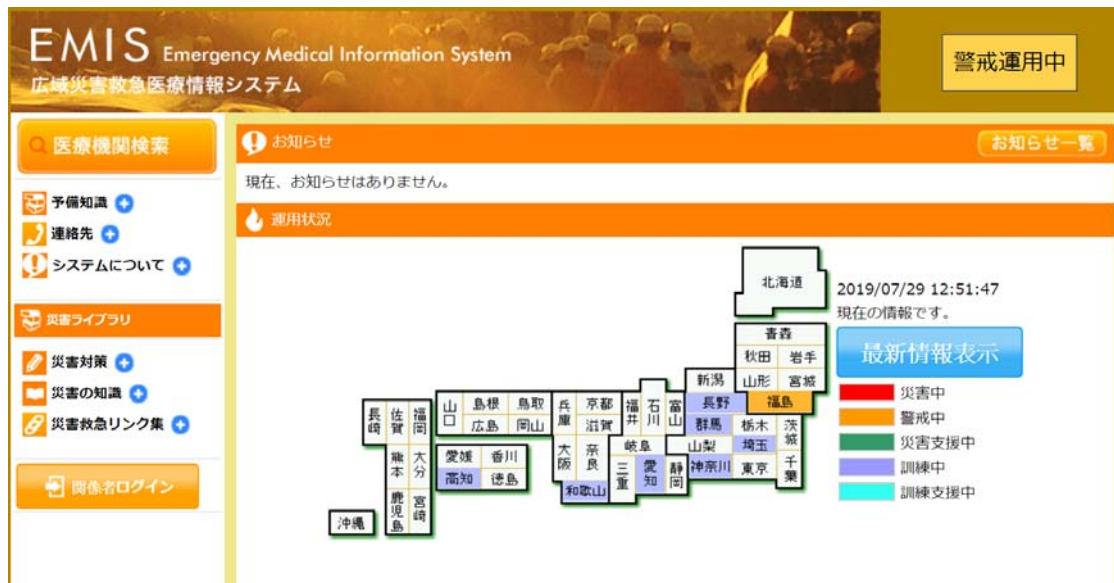 EMIS Emergency Medical Information System
広域災害救急医療情報システム
警戒運用中
医療機関検索
予備知識
連絡先
システムについて
災害ライブラリ
災害対策
災害の知識
災害救急リンク集
関係者ログイン
お知らせ
お知らせ一覧
現在、お知らせはありません。
運用状況
北海道
青森
秋田 岩手
新潟 山形 宮城
山口 島根 鳥取 兵庫 京都 福井 石川 富山 長野 福島
長崎 佐賀 福岡 広島 岡山 滋賀 群馬 栃木 茨城
熊本 大分 愛媛 香川 大阪 奈良 岐阜 山梨 埼玉
高知 徳島 和歌山 三重 愛知 静岡 神奈川 東京 千葉
鹿児島 宮崎
沖縄
2019/07/29 12:51:47
現在の情報です。
最新情報表示
災害中
警戒中
災害支援中
訓練中
訓練支援中